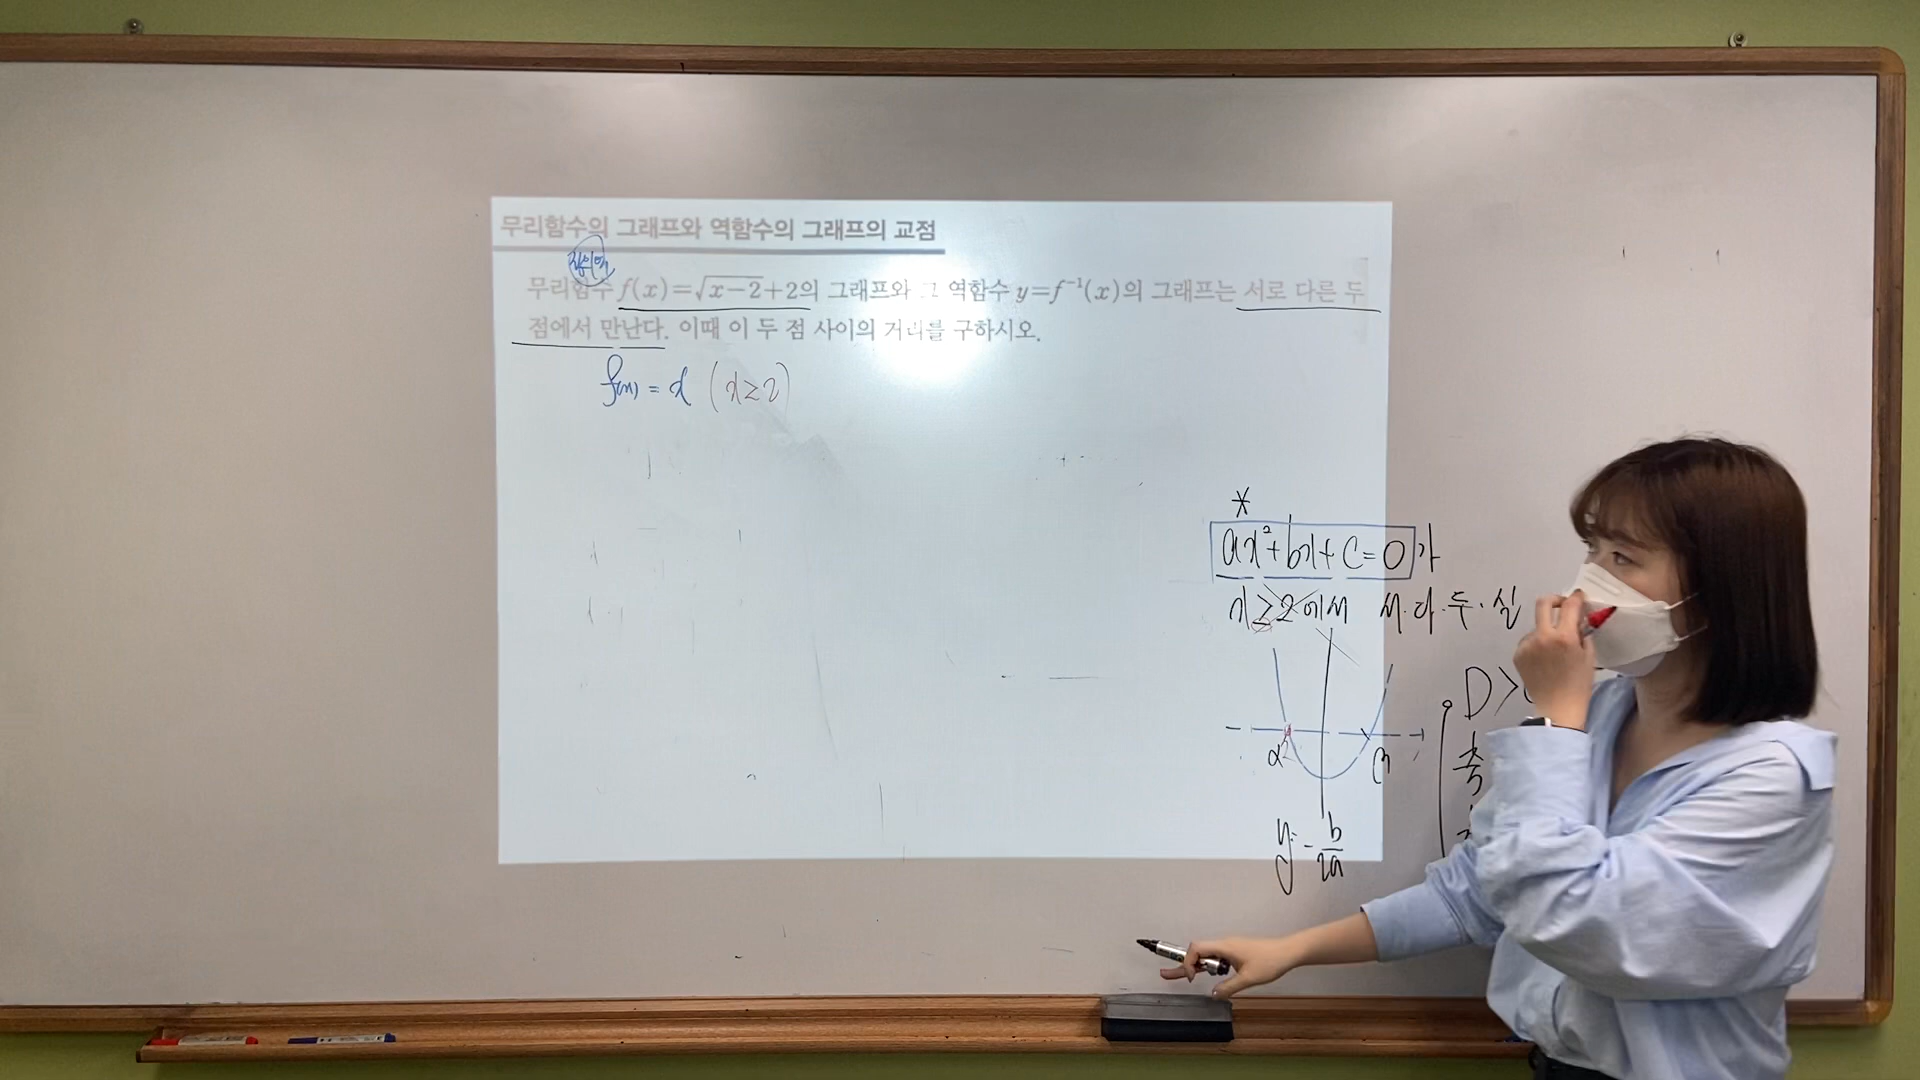 무리함수의 그래프와 역함수의 그래프의 교점
정의역
무리함수 f(x)=√x−2+2의 그래프와 그 역함수 y=f⁻¹(x)의 그래프는 서로 다른 두
점에서 만난다. 이때 이 두 점 사이의 거리를 구하시오.
f(x) = x (x≥2)
*
ax²+bx+c=0가
x≥2에서 서·다·두·실
D>
α β
축
y=-b/2a